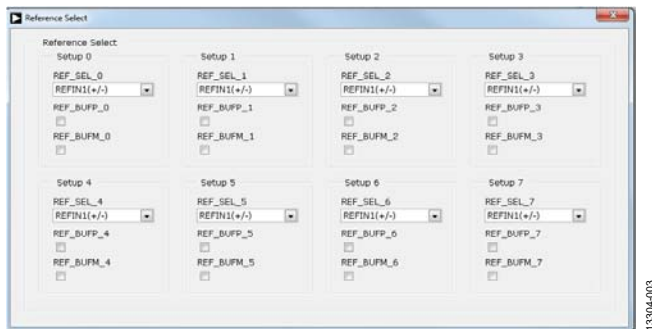 Reference Select
Reference Select
Setup 0
REF_SEL_0
REFIN1(+/-)
REF_BUFP_0
REF_BUFM_0
Setup 1
REF_SEL_1
REFIN1(+/-)
REF_BUFP_1
REF_BUFM_1
Setup 2
REF_SEL_2
REFIN1(+/-)
REF_BUFP_2
REF_BUFM_2
Setup 3
REF_SEL_3
REFIN1(+/-)
REF_BUFP_3
REF_BUFM_3
Setup 4
REF_SEL_4
REFIN1(+/-)
REF_BUFP_4
REF_BUFM_4
Setup 5
REF_SEL_5
REFIN1(+/-)
REF_BUFP_5
REF_BUFM_5
Setup 6
REF_SEL_6
REFIN1(+/-)
REF_BUFP_6
REF_BUFM_6
Setup 7
REF_SEL_7
REFIN1(+/-)
REF_BUFP_7
REF_BUFM_7
13304-003